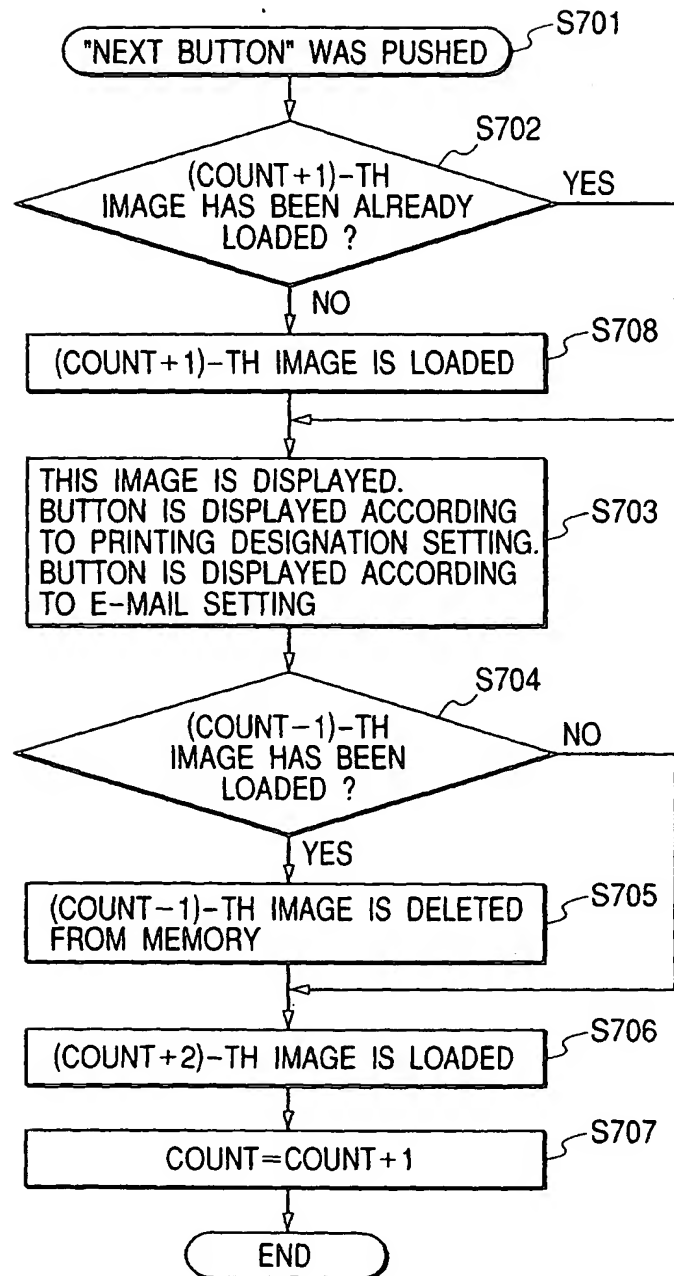 "NEXT BUTTON" WAS PUSHED
S701
S702
(COUNT+1)-TH
IMAGE HAS BEEN ALREADY
LOADED ?
YES
NO
(COUNT+1)-TH IMAGE IS LOADED
S708
THIS IMAGE IS DISPLAYED.
BUTTON IS DISPLAYED ACCORDING
TO PRINTING DESIGNATION SETTING.
BUTTON IS DISPLAYED ACCORDING
TO E-MAIL SETTING
S703
S704
(COUNT-1)-TH
IMAGE HAS BEEN
LOADED ?
NO
YES
(COUNT-1)-TH IMAGE IS DELETED
FROM MEMORY
S705
(COUNT+2)-TH IMAGE IS LOADED
S706
COUNT=COUNT+1
S707
END